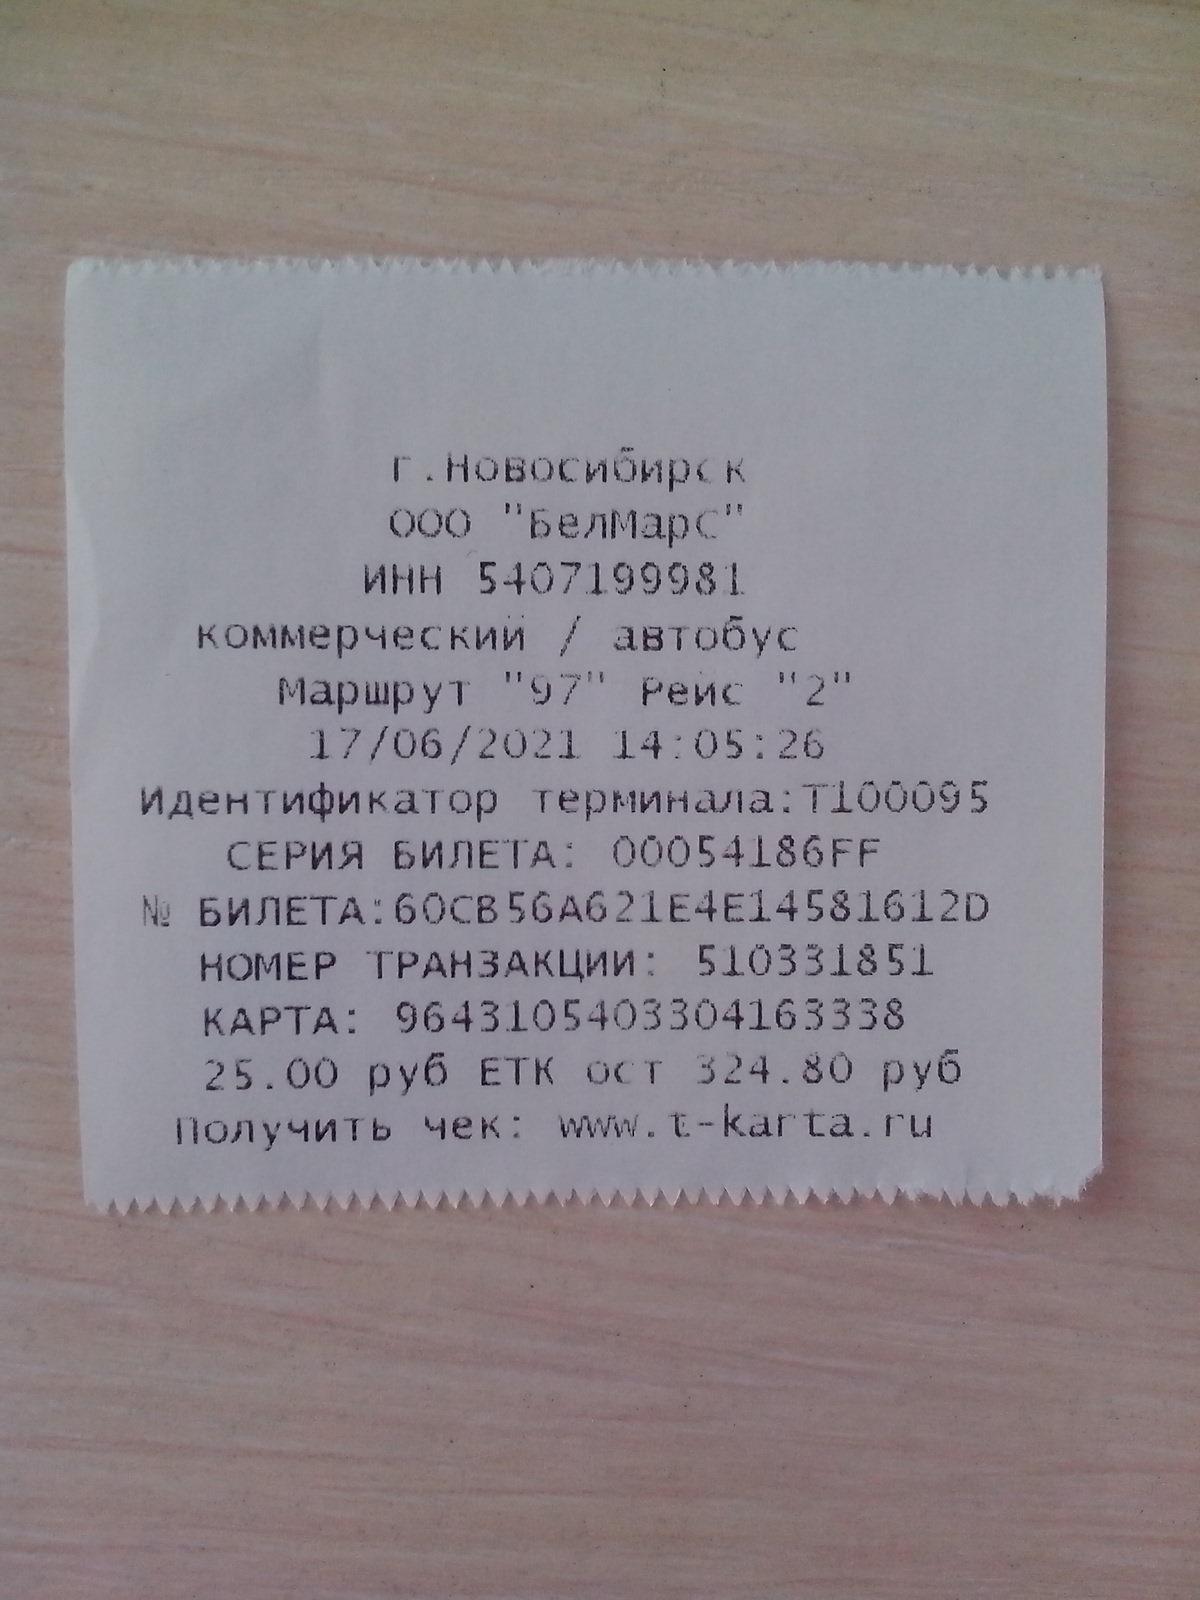 г.Новосибирск
ООО "БелМарС"
ИНН 5407199981
коммерческий / автобус
Маршрут "97" Рейс "2"
17/06/2021 14:05:26
Идентификатор терминала:Т100095
СЕРИЯ БИЛЕТА: 00054186FF
№ БИЛЕТА:60CB56A621E4E14581612D
НОМЕР ТРАНЗАКЦИИ: 510331851
КАРТА: 9643105403304163338
25.00 руб ЕТК ост 324.80 руб
Получить чек: www.t-karta.ru